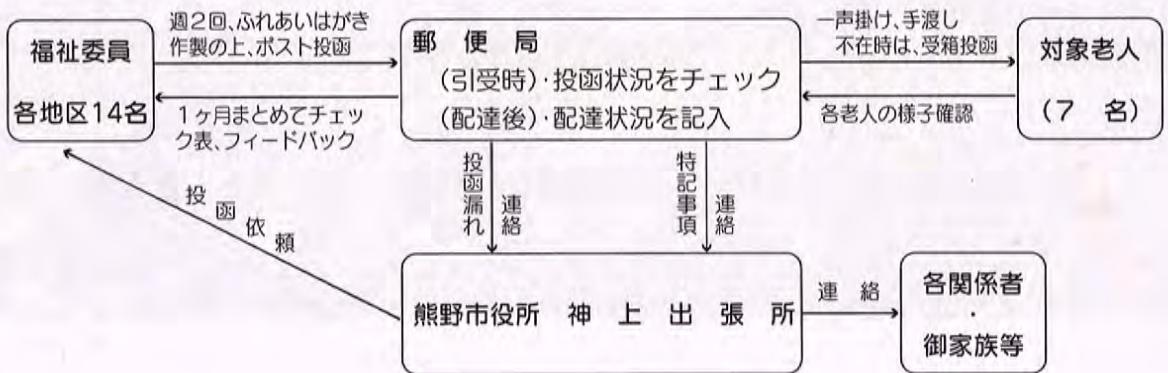 福祉委員
各地区14名
週2回、ふれあいはがき
作製の上、ポスト投函
1ヶ月まとめてチェッ
ク表、フィードバック
郵便局
(引受時)・投函状況をチェック
(配達後)・配達状況を記入
一声掛け、手渡し
不在時は、受箱投函
各老人の様子確認
対象老人
(7名)
投函漏れ
連絡
特記事項
連絡
投函依頼
熊野市役所 神上出張所
連絡
各関係者
・
御家族等